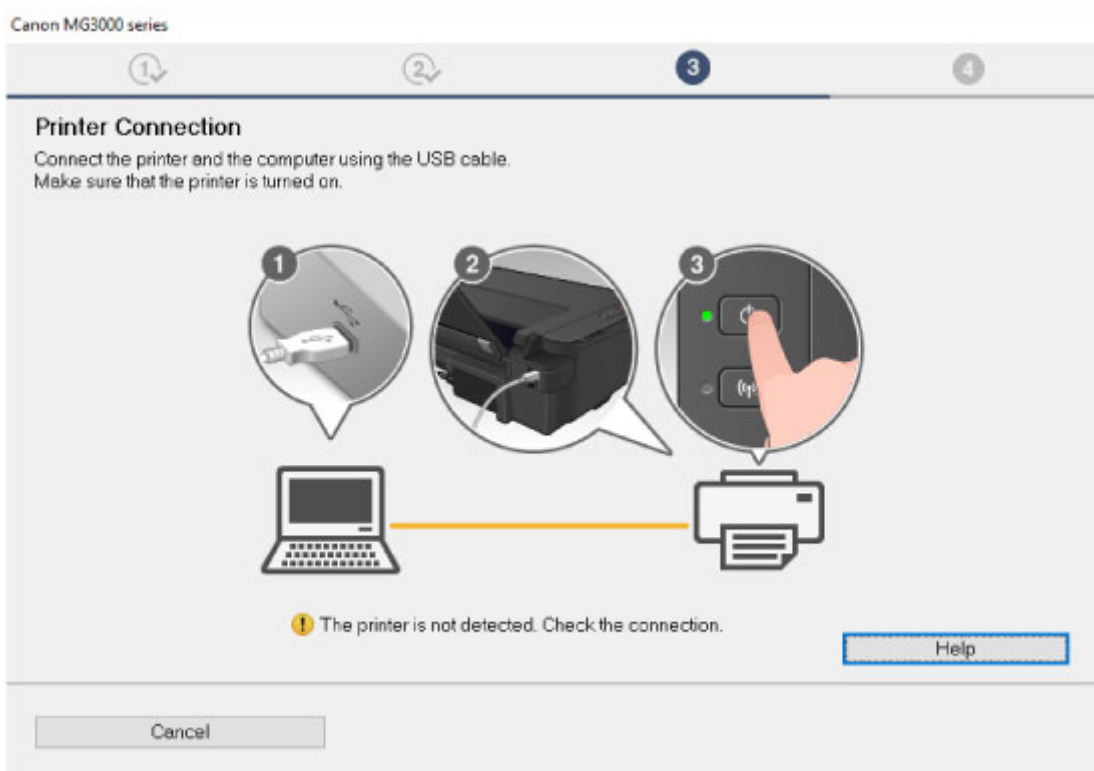 Canon MG3000 series
1
2
3
4
Printer Connection
Connect the printer and the computer using the USB cable.
Make sure that the printer is turned on.
1
2
3
The printer is not detected. Check the connection.
Help
Cancel